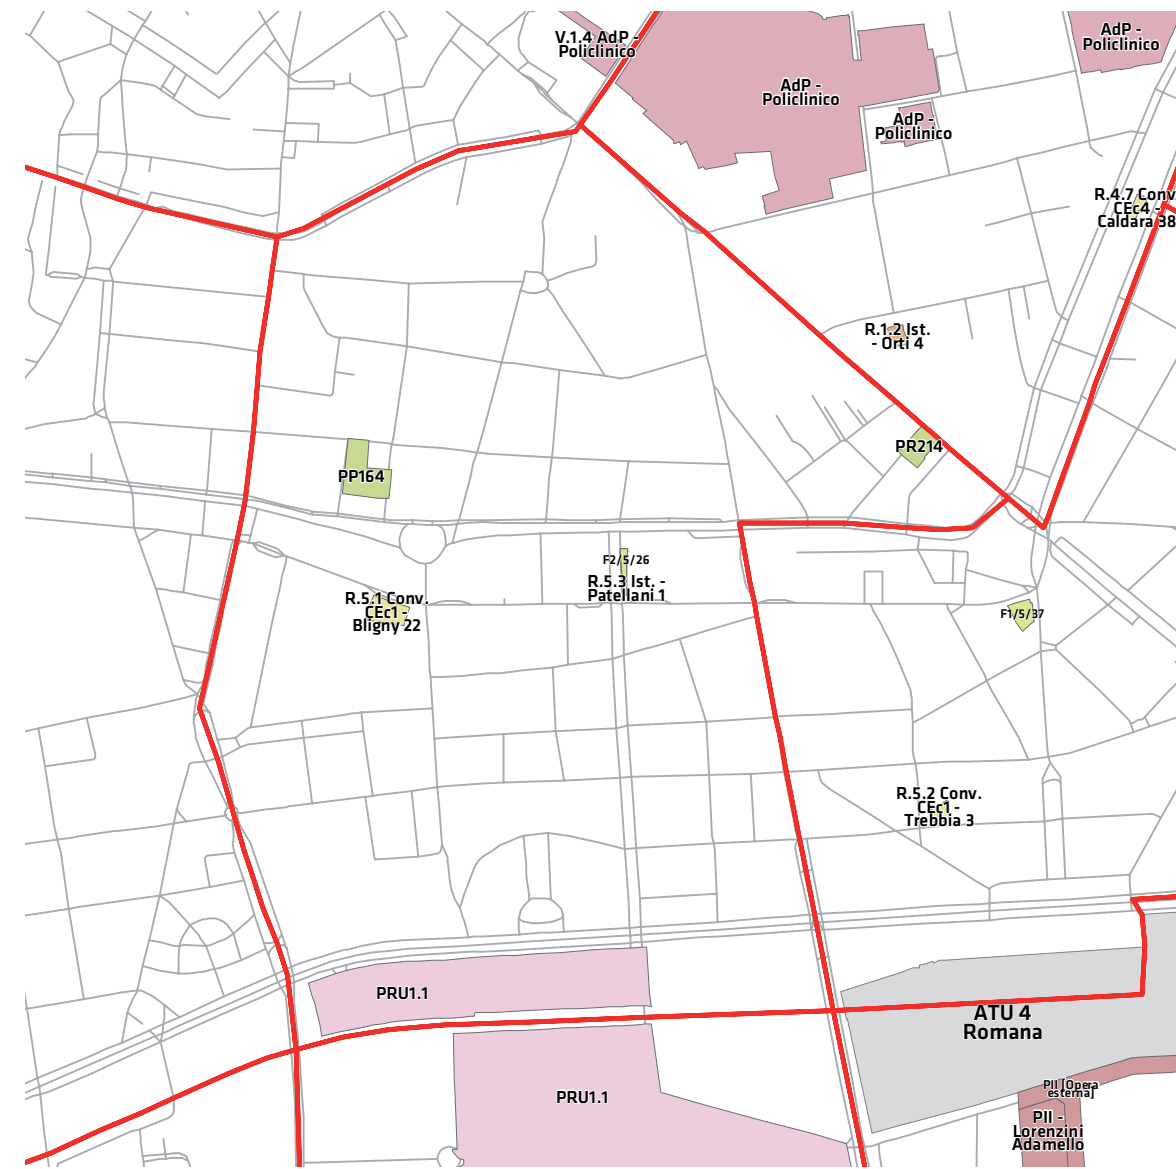 V.1.4 AdP -
Policlinico
AdP -
Policlinico
AdP -
Policlinico
AdP -
Policlinico
R.4.7 Conv
CEc4 -
Caldara 38
R.1.2 Ist.
- Orti 4
PR214
PP164
F2/5/26
R.5.3 Ist. -
Patellani 1
R.5.1 Conv.
CEc1 -
Bligny 22
F1/5/37
R.5.2 Conv.
CEc1 -
Trebbia 3
PRU1.1
ATU 4
Romana
PRU1.1
PII [Opera
esterna]
PII -
Lorenzini
Adamello